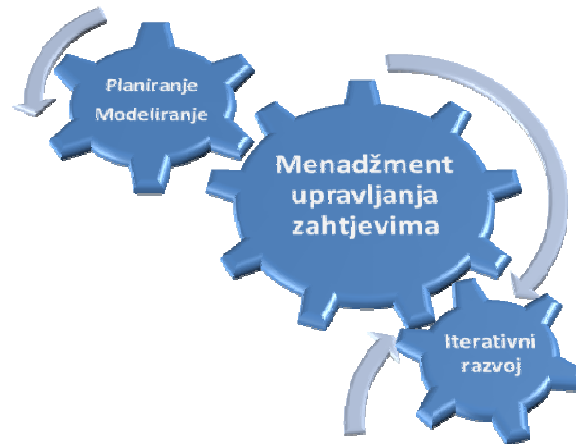 Planiranje
Modeliranje
Menadžment
upravljanja
zahtjevima
Iterativni
razvoj